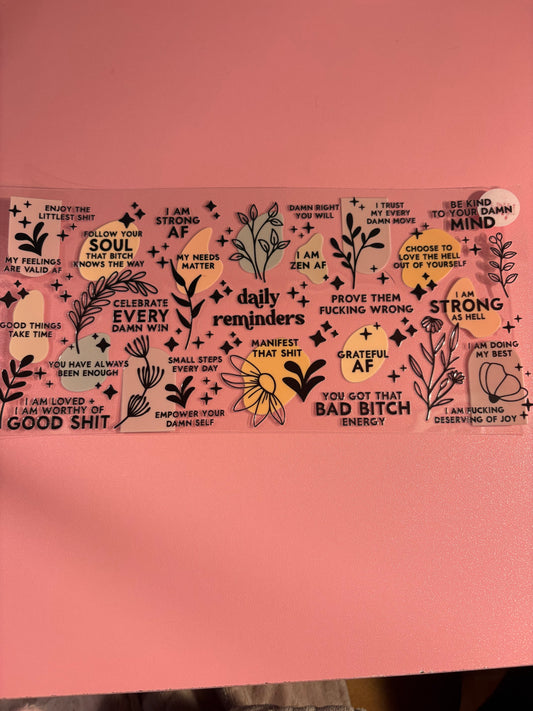 ENJOY THE
LITTLEST SHIT
MY FEELINGS
ARE VALID AF
FOLLOW YOUR
SOUL
THAT BITCH
KNOWS THE WAY
I AM
STRONG
AF
MY NEEDS
MATTER
DAMN RIGHT
YOU WILL
I AM
ZEN AF
I TRUST
MY EVERY
DAMN MOVE
BE KIND
TO YOUR DAMN
MIND
CHOOSE TO
LOVE THE HELL
OUT OF YOURSELF
GOOD THINGS
TAKE TIME
CELEBRATE
EVERY
DAMN WIN
daily
reminders
PROVE THEM
FUCKING WRONG
I AM
STRONG
AS HELL
YOU HAVE ALWAYS
BEEN ENOUGH
SMALL STEPS
EVERY DAY
MANIFEST
THAT SHIT
GRATEFUL
AF
I AM DOING
MY BEST
I AM LOVED +
I AM WORTHY OF
GOOD SHIT
EMPOWER YOUR
DAMN SELF
YOU GOT THAT
BAD BITCH
ENERGY
I AM FUCKING
DESERVING OF JOY